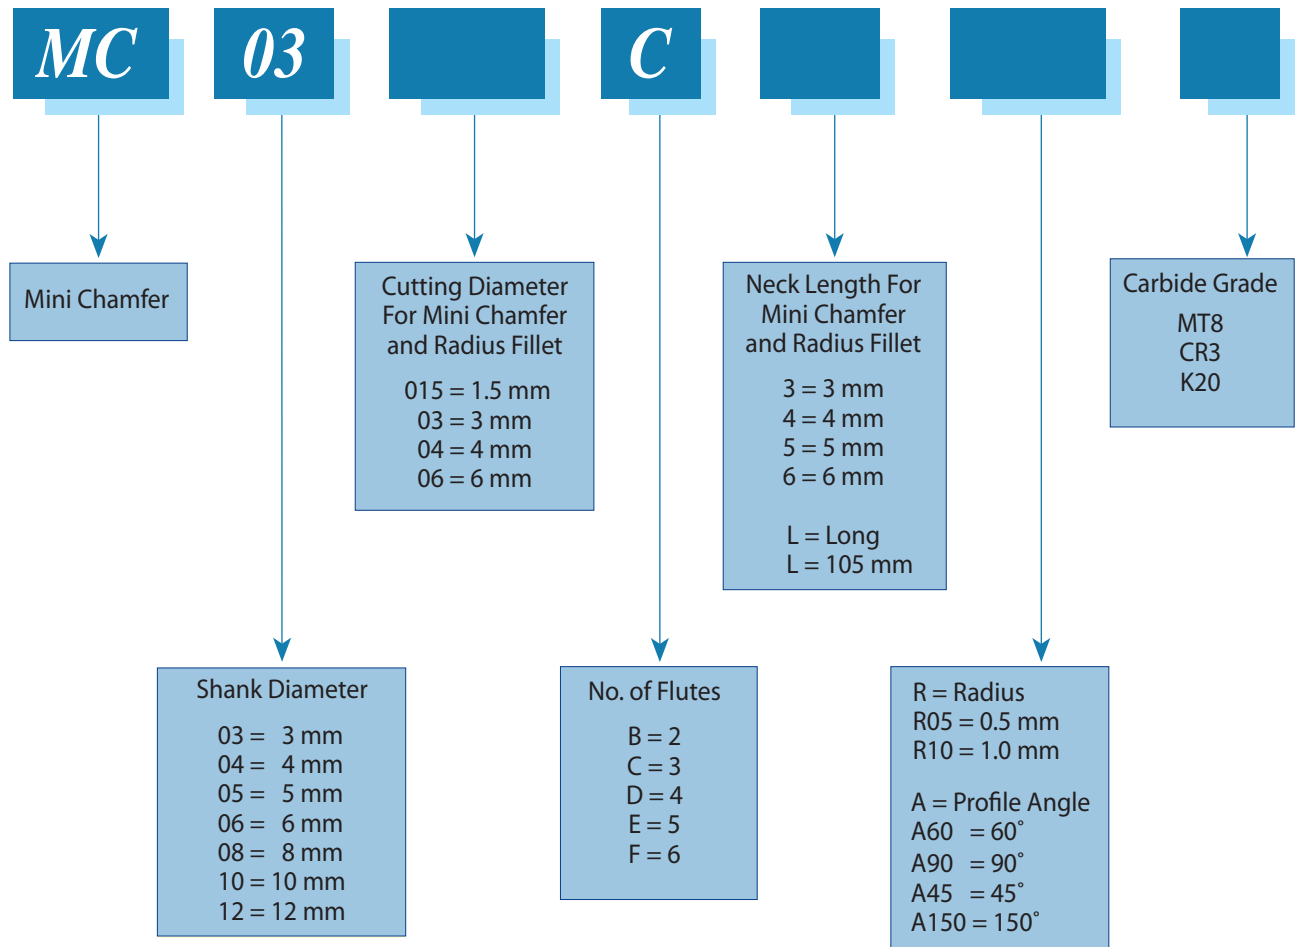 MC 03 C
Mini Chamfer
Cutting Diameter
For Mini Chamfer
and Radius Fillet
015 = 1.5 mm
03 = 3 mm
04 = 4 mm
06 = 6 mm
Neck Length For
Mini Chamfer
and Radius Fillet
3 = 3 mm
4 = 4 mm
5 = 5 mm
6 = 6 mm
L = Long
L = 105 mm
Carbide Grade
MT8
CR3
K20
Shank Diameter
03 = 3 mm
04 = 4 mm
05 = 5 mm
06 = 6 mm
08 = 8 mm
10 = 10 mm
12 = 12 mm
No. of Flutes
B = 2
C = 3
D = 4
E = 5
F = 6
R = Radius
R05 = 0.5 mm
R10 = 1.0 mm
A = Profile Angle
A60 = 60˚
A90 = 90˚
A45 = 45˚
A150 = 150˚